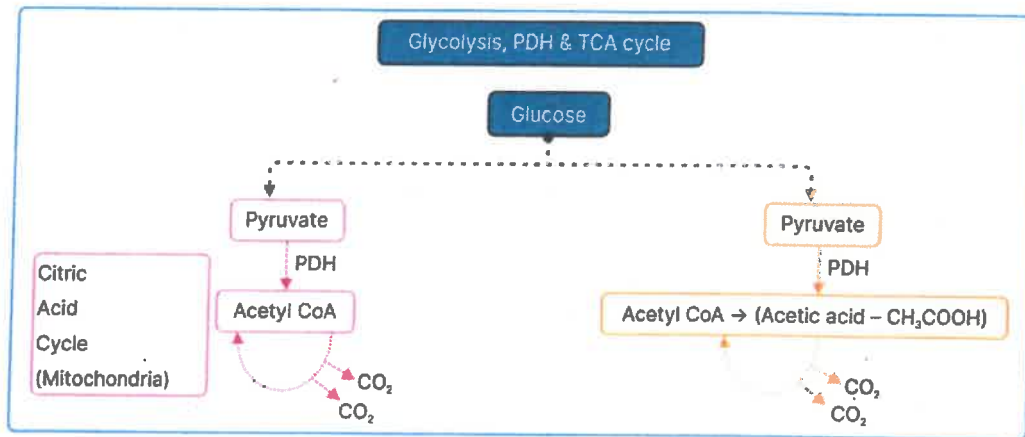 Glycolysis, PDH & TCA cycle
Glucose
Pyruvate
PDH
Citric
Acid
Cycle
(Mitochondria)
Acetyl CoA
CO₂
CO₂
Pyruvate
PDH
Acetyl CoA → (Acetic acid – CH₃COOH)
CO₂
CO₂